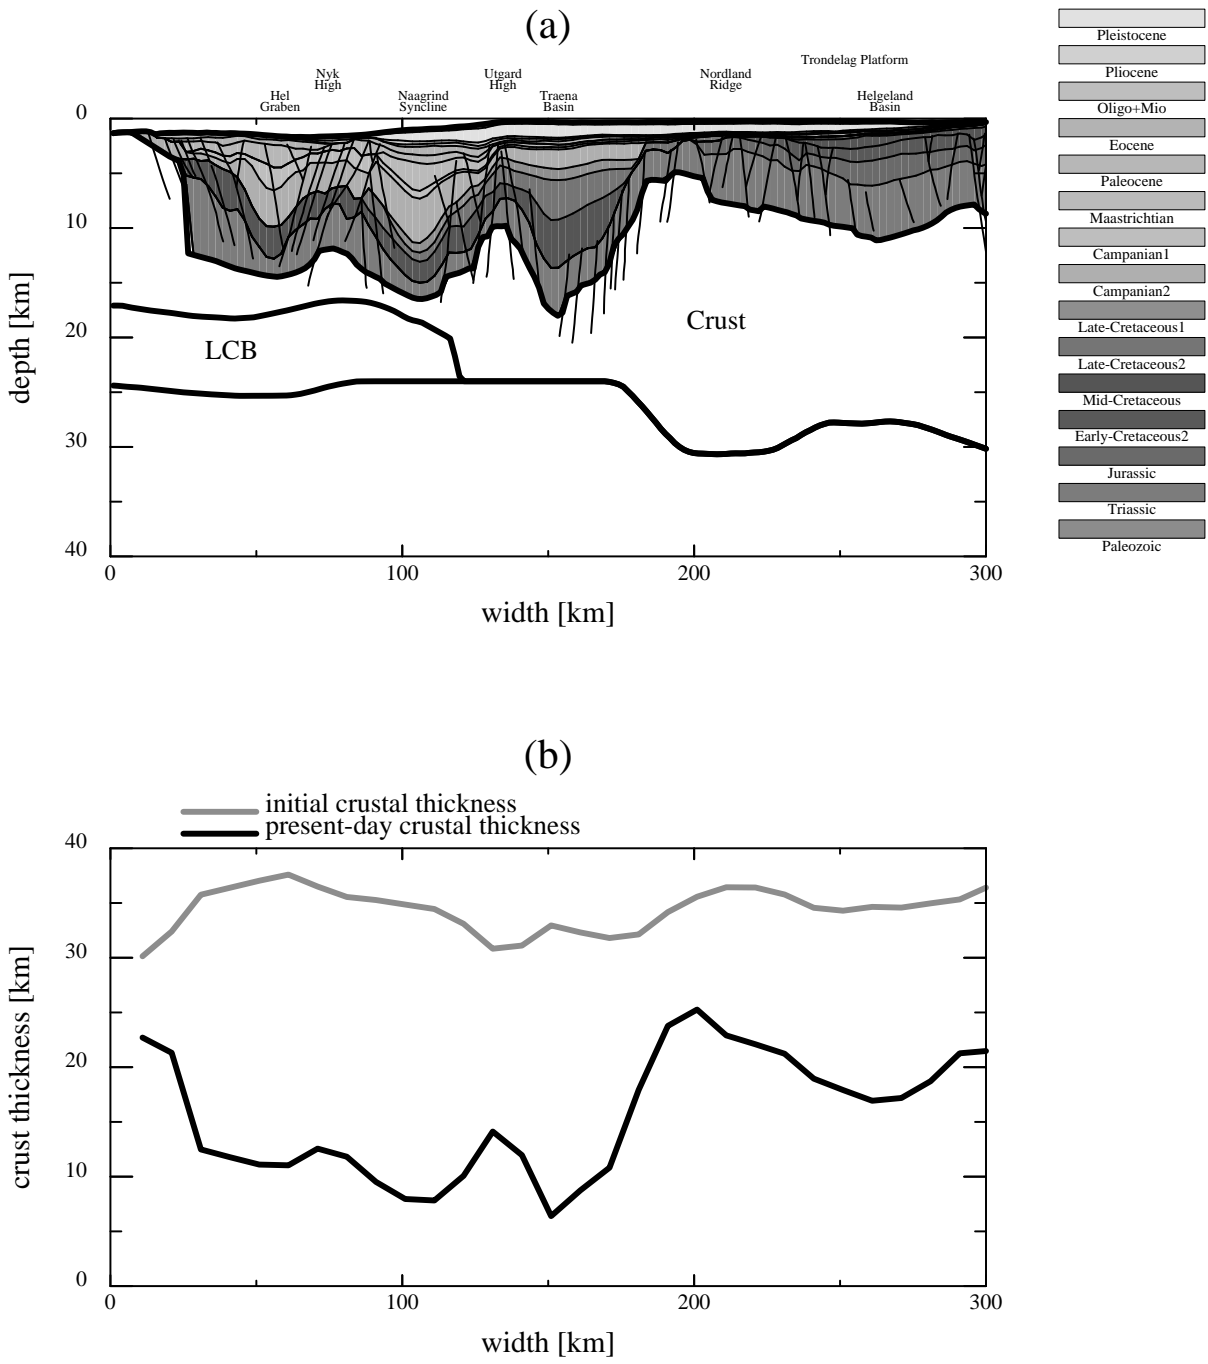 (a)
Hel
Graben
Nyk
High
Naagrind
Syncline
Utgard
High
Traena
Basin
Nordland
Ridge
Trondelag Platform
Helgeland
Basin
0
10
20
30
40
depth [km]
LCB
Crust
0
100
200
300
width [km]
Pleistocene
Pliocene
Oligo+Mio
Eocene
Paleocene
Maastrichtian
Campanian1
Campanian2
Late-Cretaceous1
Late-Cretaceous2
Mid-Cretaceous
Early-Cretaceous2
Jurassic
Triassic
Paleozoic
(b)
initial crustal thickness
present-day crustal thickness
40
30
20
10
0
crust thickness [km]
0
100
200
300
width [km]